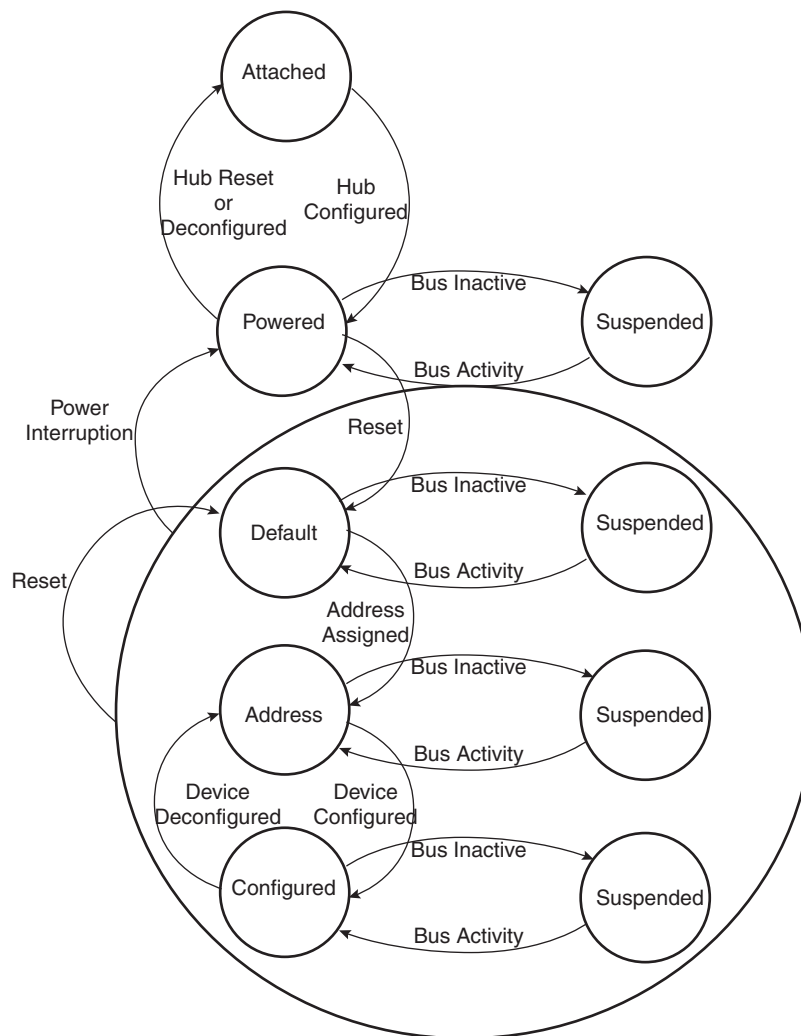 Attached
Hub Reset
or
Deconfigured
Hub
Configured
Bus Inactive
Powered
Suspended
Bus Activity
Power
Interruption
Reset
Bus Inactive
Default
Suspended
Bus Activity
Reset
Address
Assigned
Bus Inactive
Address
Suspended
Bus Activity
Device
Deconfigured
Device
Configured
Bus Inactive
Configured
Suspended
Bus Activity